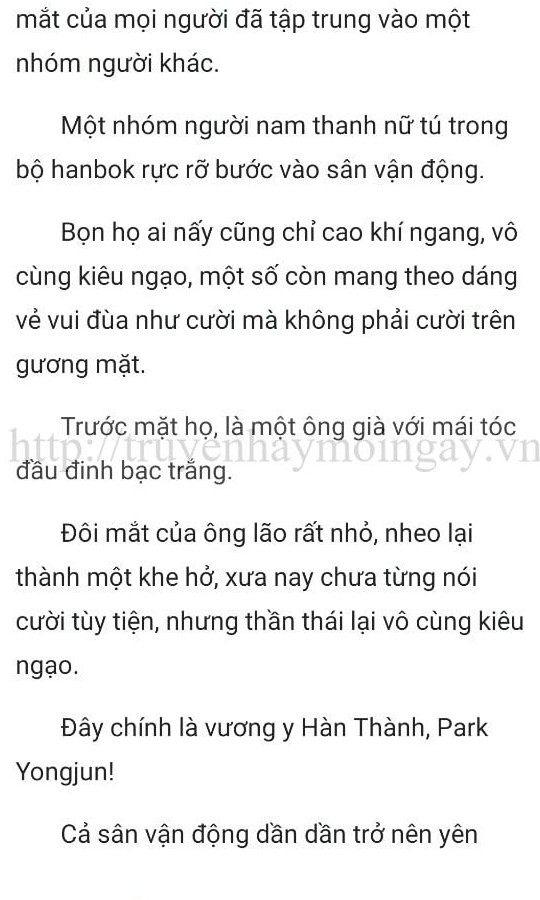 mắt của mọi người đã tập trung vào một
nhóm người khác.
Một nhóm người nam thanh nữ tú trong
bộ hanbok rực rỡ bước vào sân vận động.
Bọn họ ai nấy cũng chỉ cao khí ngang, vô
cùng kiêu ngạo, một số còn mang theo dáng
vẻ vui đùa như cười mà không phải cười trên
gương mặt.
Trước mặt họ, là một ông già với mái tóc
http://truyenhaymoingay.vn
đầu đinh bạc trắng.
Đôi mắt của ông lão rất nhỏ, nheo lại
thành một khe hở, xưa nay chưa từng nói
cười tùy tiện, nhưng thần thái lại vô cùng kiêu
ngạo.
Đây chính là vương y Hàn Thành, Park
Yongjun!
Cả sân vận động dần dần trở nên yên